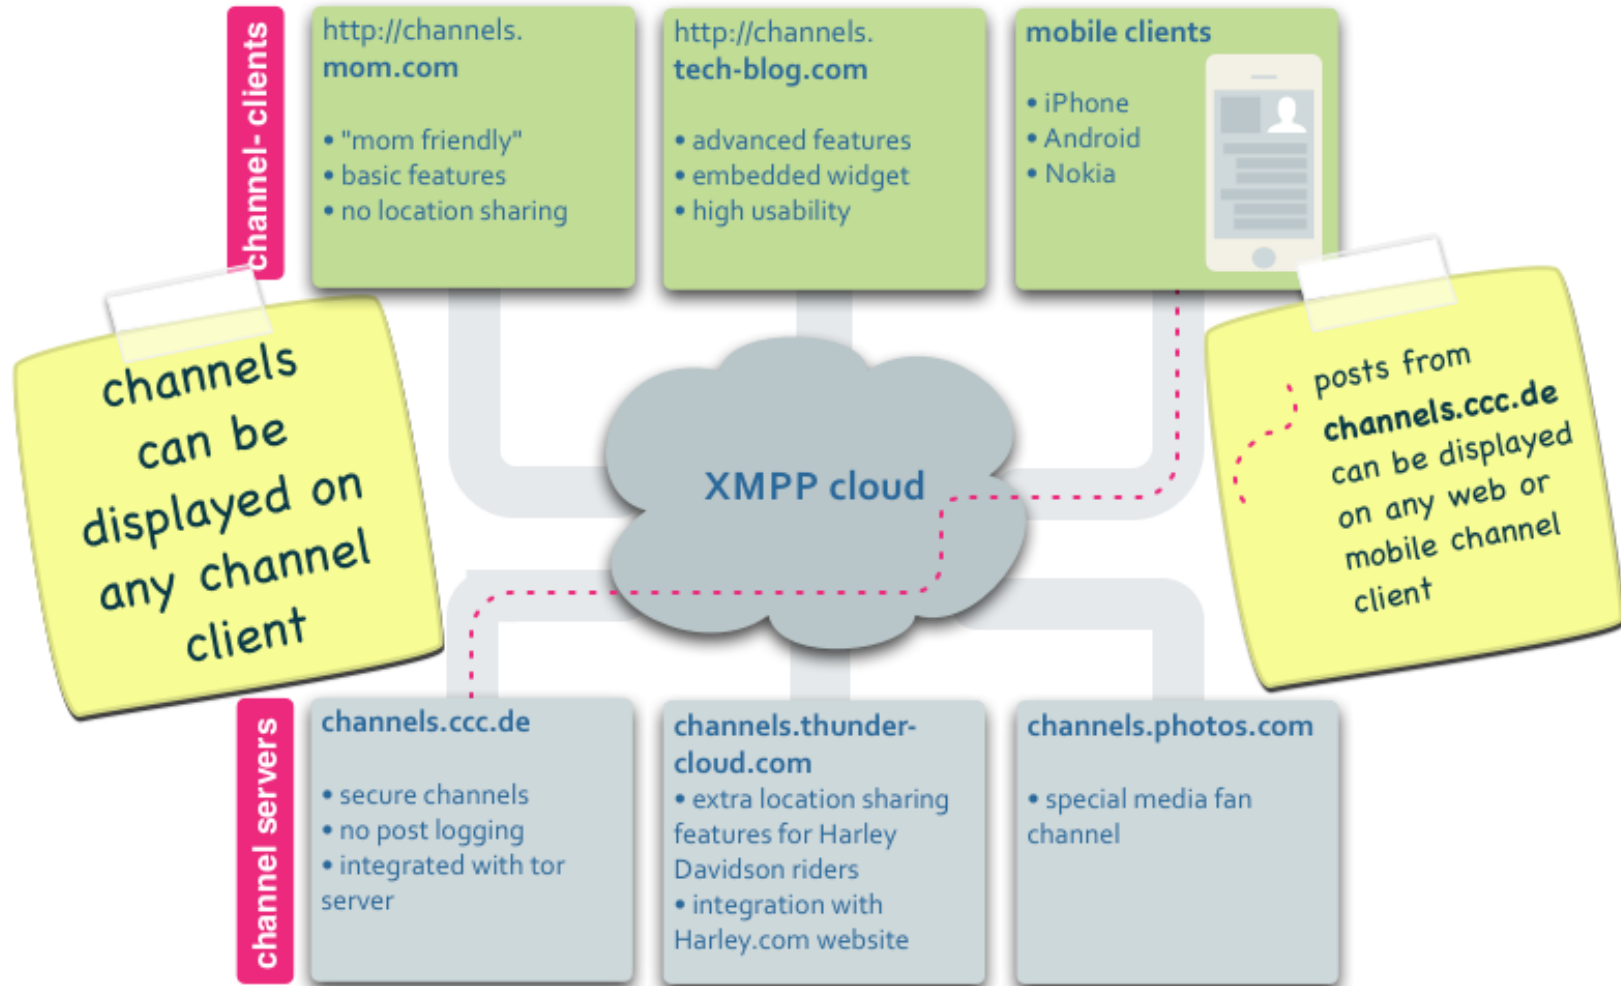 channel- clients
http://channels.
mom.com
• "mom friendly"
• basic features
• no location sharing
http://channels.
tech-blog.com
• advanced features
• embedded widget
• high usability
mobile clients
• iPhone
• Android
• Nokia
channels
can be
displayed on
any channel
client
XMPP cloud
posts from
channels.ccc.de
can be displayed
on any web or
mobile channel
client
channel servers
channels.ccc.de
• secure channels
• no post logging
• integrated with tor
server
channels.thunder-
cloud.com
• extra location sharing
features for Harley
Davidson riders
• integration with
Harley.com website
channels.photos.com
• special media fan
channel